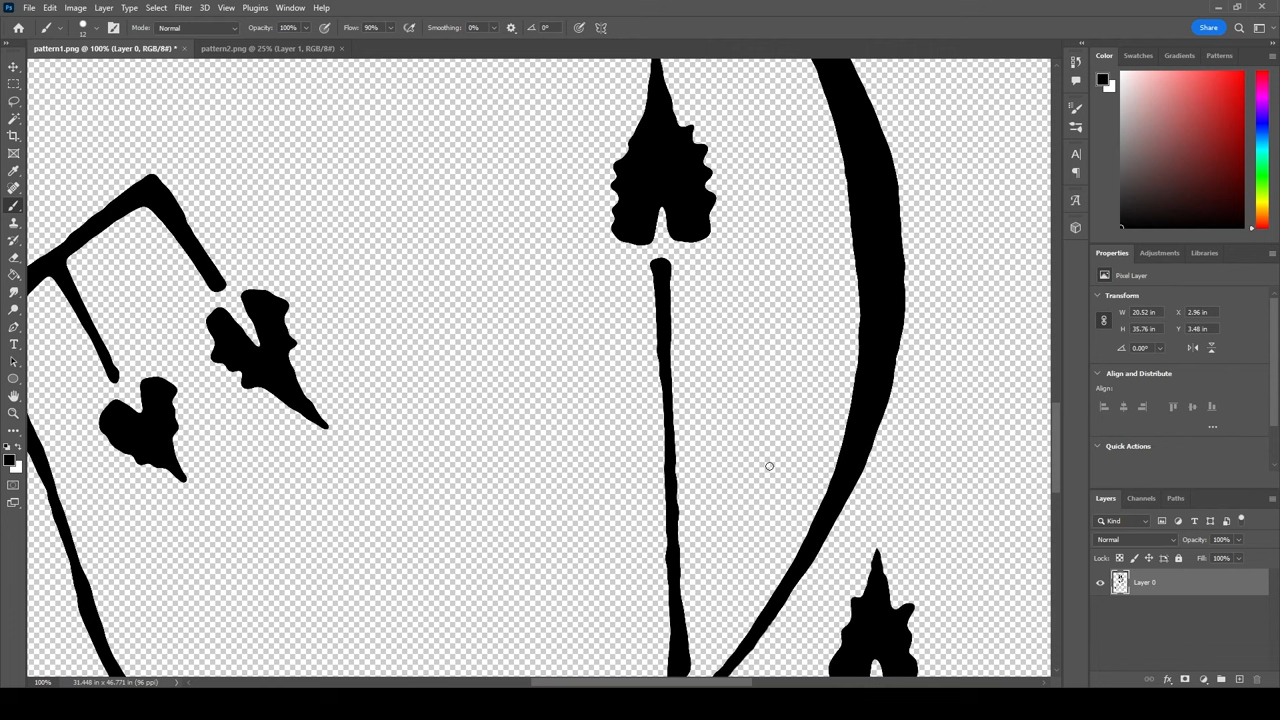 Ps File Edit Image Layer Type Select Filter 3D View Plugins Window Help
12 Mode: Normal Opacity: 100% Flow: 90% Smoothing: 0% 0° Share
pattern1.png @ 100% (Layer 0, RGB/8#) * × pattern2.png @ 25% (Layer 1, RGB/8#) ×
Color Swatches Gradients Patterns
Properties Adjustments Libraries
Pixel Layer
Transform
W 20.52 in X 2.96 in
H 35.76 in Y 3.48 in
0.00°
Align and Distribute
Align:
Quick Actions
Layers Channels Paths
Kind
Normal Opacity: 100%
Lock: Fill: 100%
Layer 0
100% 31.448 in x 46.771 in (96 ppi)